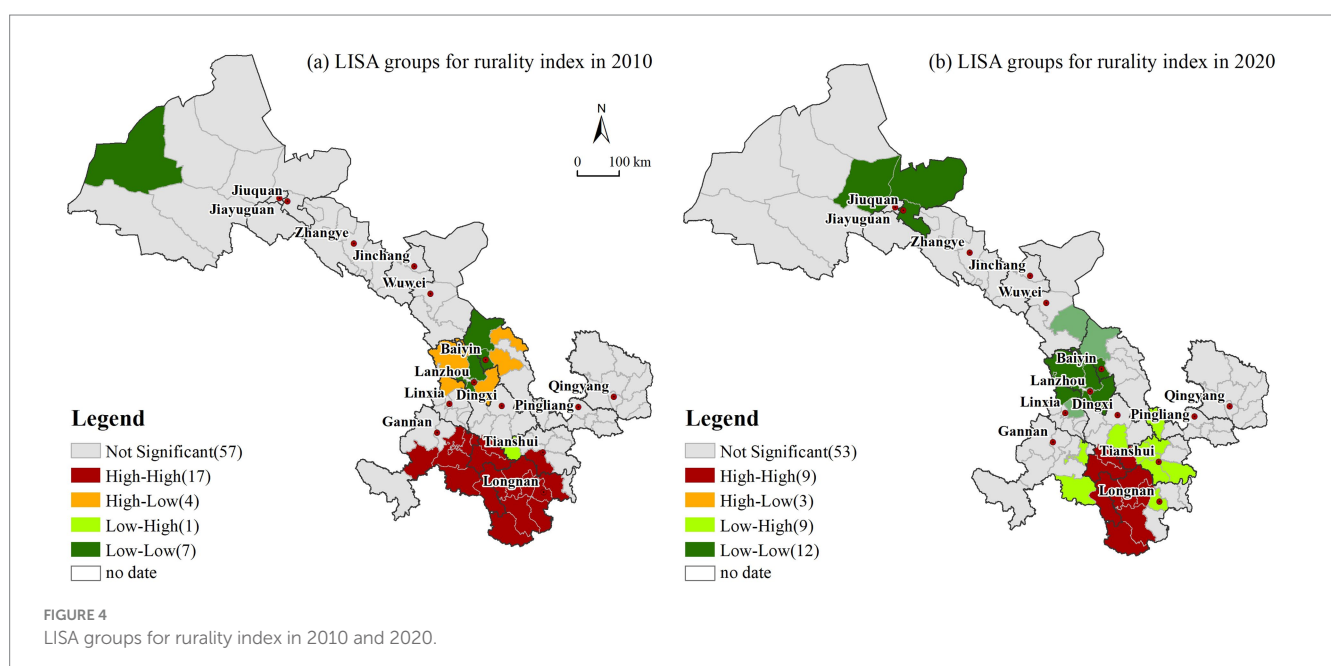 (a) LISA groups for rurality index in 2010
N
0 100 km
Jiuquan
Jiayuguan
Zhangye
Jinchang
Wuwei
Baiyin
Lanzhou
Linxia
Dingxi
Qingyang
Pingliang
Gannan
Tianshui
Longnan
Legend
Not Significant(57)
High-High(17)
High-Low(4)
Low-High(1)
Low-Low(7)
no date
(b) LISA groups for rurality index in 2020
Jiuquan
Jiayuguan
Zhangye
Jinchang
Wuwei
Baiyin
Lanzhou
Linxia
Dingxi
Qingyang
Pingliang
Gannan
Tianshui
Longnan
Legend
Not Significant(53)
High-High(9)
High-Low(3)
Low-High(9)
Low-Low(12)
no date
FIGURE 4
LISA groups for rurality index in 2010 and 2020.